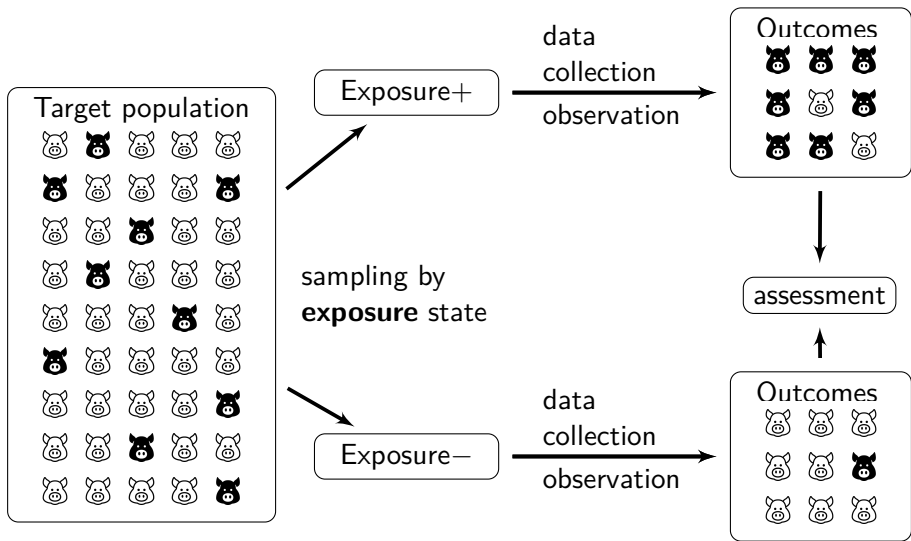 Target population
sampling by
exposure state
Exposure+
data
collection
observation
Outcomes
assessment
Exposure−
data
collection
observation
Outcomes